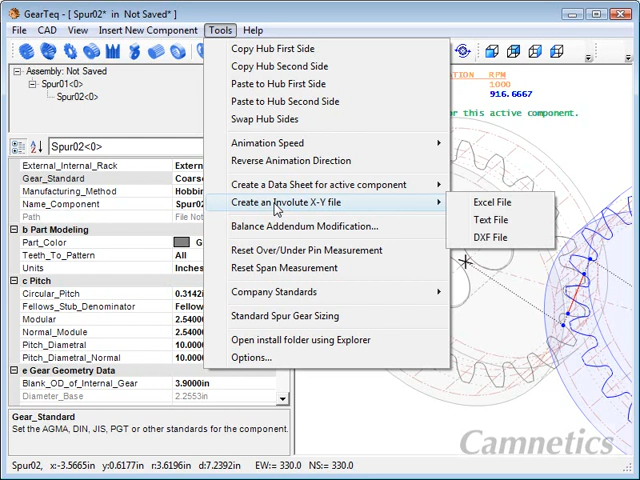 GearTeq - [ Spur02* in Not Saved* ]
File CAD View Insert New Component Tools Help
Assembly: Not Saved
Spur01<0>
Spur02<0>
Spur02<0>
External_Internal_Rack Extern
Gear_Standard Coars
Manufacturing_Method Hobbin
Part_Name Spur
b Part Modeling
Part_Color G
Teeth_To_Pattern All
Units Inches
c Pitch
Circular_Pitch 0.3142i
Fellows_Stub_Denominator Fellow
Modular 2.5400
Normal_Module 2.5400
Pitch_Diametral 10.000
Pitch_Diametral_Normal 10.000
e Gear Geometry Data
Blank_OD_of_Internal_Gear 3.9000in
Diameter_Base 2.2553in
Gear_Standard
Set the AGMA, DIN, JIS, PGT or other standards for the component.
Copy Hub First Side
Copy Hub Second Side
Paste to Hub First Side
Paste to Hub Second Side
Swap Hub Sides
Animation Speed
Reverse Animation Direction
Create a Data Sheet for active component
Create an Involute X-Y file
Balance Addendum Modification...
Reset Over/Under Pin Measurement
Reset Span Measurement
Company Standards
Standard Spur Gear Sizing
Open install folder using Explorer
Options...
Excel File
Text File
DXF File
ATION RPM
1000
916.6667
ar this active component.
Camnetics
Spur02, x:-3.5665in y:0.6177in r:3.6196in d:7.2392in EW:= 330.0 NS:= 330.0